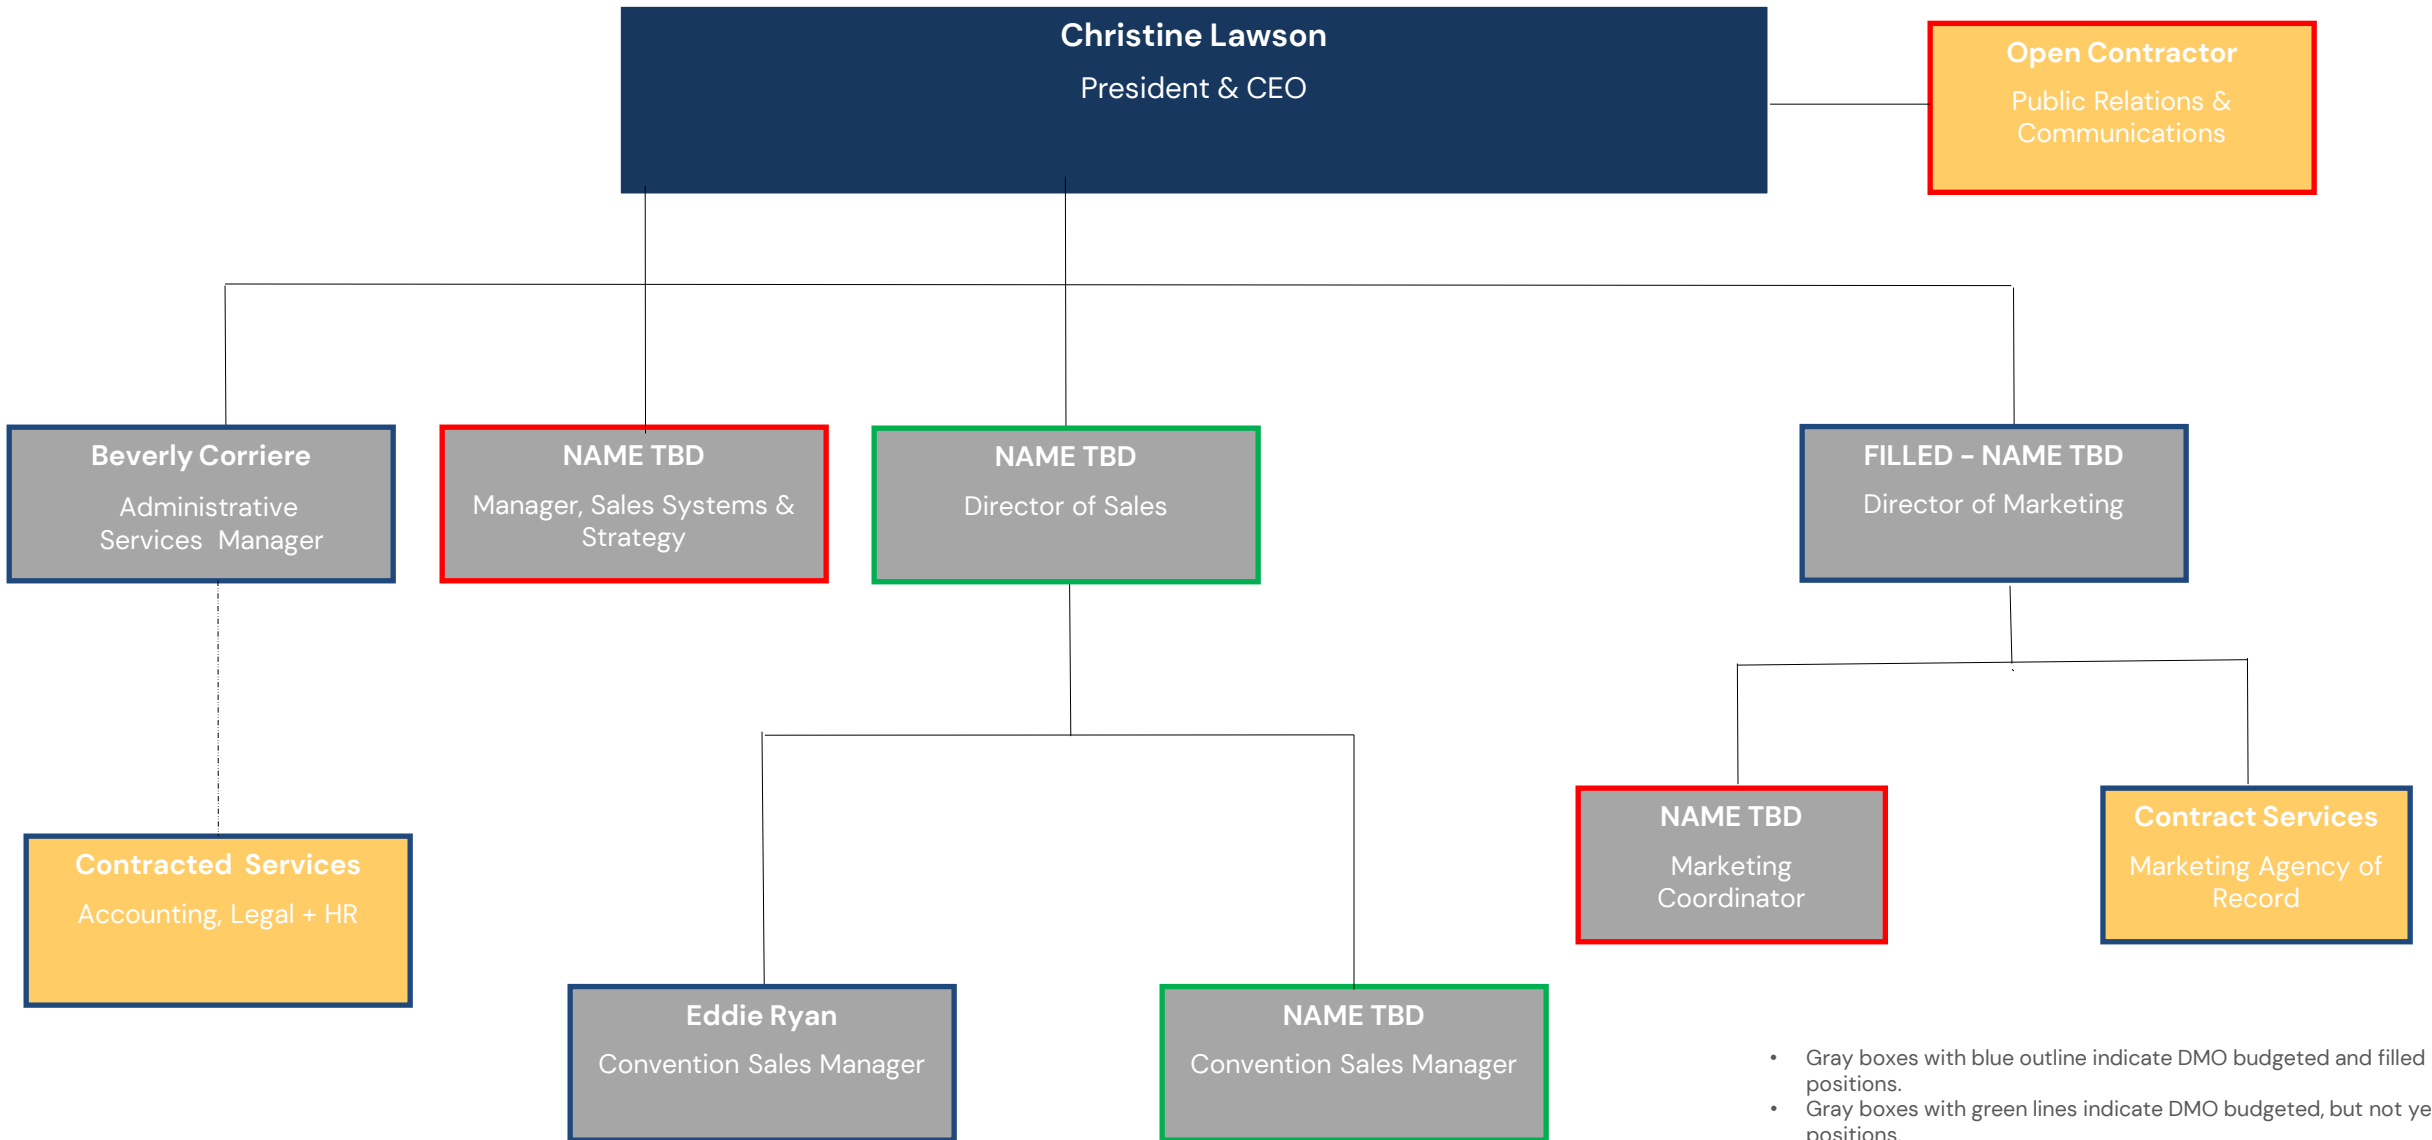 Christine Lawson
President & CEO
Open Contractor
Public Relations &
Communications
Beverly Corriere
Administrative
Services Manager
NAME TBD
Manager, Sales Systems &
Strategy
NAME TBD
Director of Sales
FILLED – NAME TBD
Director of Marketing
Contracted Services
Accounting, Legal + HR
Eddie Ryan
Convention Sales Manager
NAME TBD
Convention Sales Manager
NAME TBD
Marketing
Coordinator
Contract Services
Marketing Agency of
Record
• Gray boxes with blue outline indicate DMO budgeted and filled
positions.
• Gray boxes with green lines indicate DMO budgeted, but not ye
positions.